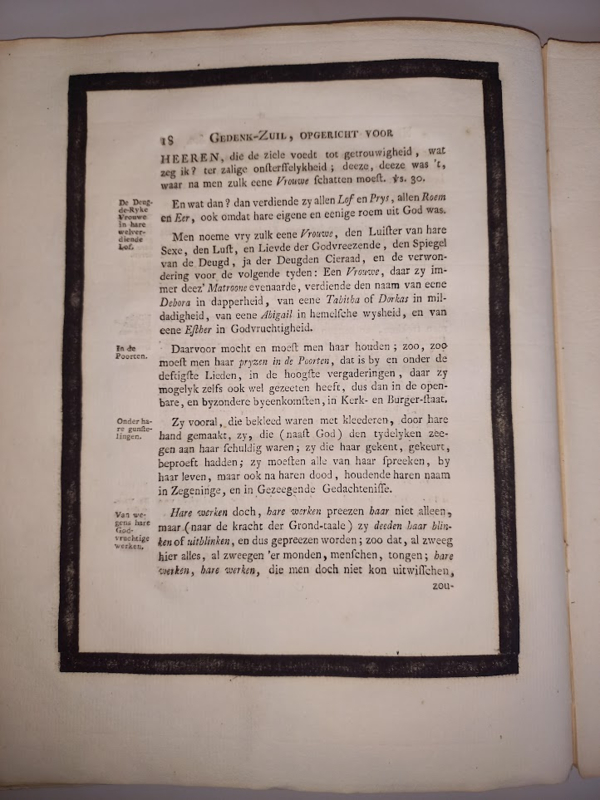 18 GEDENK-ZUIL, OPGERICHT VOOR
HEEREN, die de ziele voedt tot getrouwigheid, wat
zeg ik? ter zalige onſterffelykheid; deeze, deeze was 't,
waar na men zulk eene Vrouwe ſchatten moeſt. ℣s. 30.
De Deug-
de-Ryke
Vrouwe
in hare
welver-
diende
Lof.
En wat dan? dan verdiende zy allen Lof en Prys, allen Roem
en Eer, ook omdat hare eigene en eenige roem uit God was.
Men noeme vry zulk eene Vrouwe, den Luiſter van hare
Sexe, den Luſt, en Lievde der Godvreezende, den Spiegel
van de Deugd, ja der Deugden Cieraad, en de verwon-
dering voor de volgende tyden: Een Vrouwe, daar zy im-
mer deez' Matroone evenaarde, verdiende den naam van eene
Debora in dapperheid, van eene Tabitha of Dorkas in mil-
dadigheid, van eene Abigail in hemelſche wysheid, en van
eene Eſther in Godvruchtigheid.
In de
Poorten.
Daarvoor mocht en moeſt men haar houden; zoo, zoo
moeſt men haar pryzen in de Poorten, dat is by en onder de
deftigſte Lieden, in de hoogſte vergaderingen, daar zy
mogelyk zelfs ook wel gezeeten heeft, dus dan in de open-
bare, en byzondere byeenkomſten, in Kerk- en Burger-ſtaat.
Onder ha-
re gunſte-
lingen.
Zy vooral, die bekleed waren met kleederen, door hare
hand gemaakt, zy, die (naaſt God) den tydelyken zee-
gen aan haar ſchuldig waren; zy die haar gekent, gekeurt,
beproeft hadden; zy moeſten alle van haar ſpreeken, by
haar leven, maar ook na haren dood, houdende haren naam
in Zegeninge, en in Gezeegende Gedachteniſſe.
Van we-
gens hare
God-
vruchtige
werken.
Hare werken doch, hare werken preezen haar niet alleen,
maar (naar de kracht der Grond-taale) zy deeden haar blin-
ken of uitblinken, en dus gepreezen worden; zoo dat, al zweeg
hier alles, al zweegen 'er monden, menſchen, tongen; hare
werken, hare werken, die men doch niet kon uitwiſſchen,
zou-